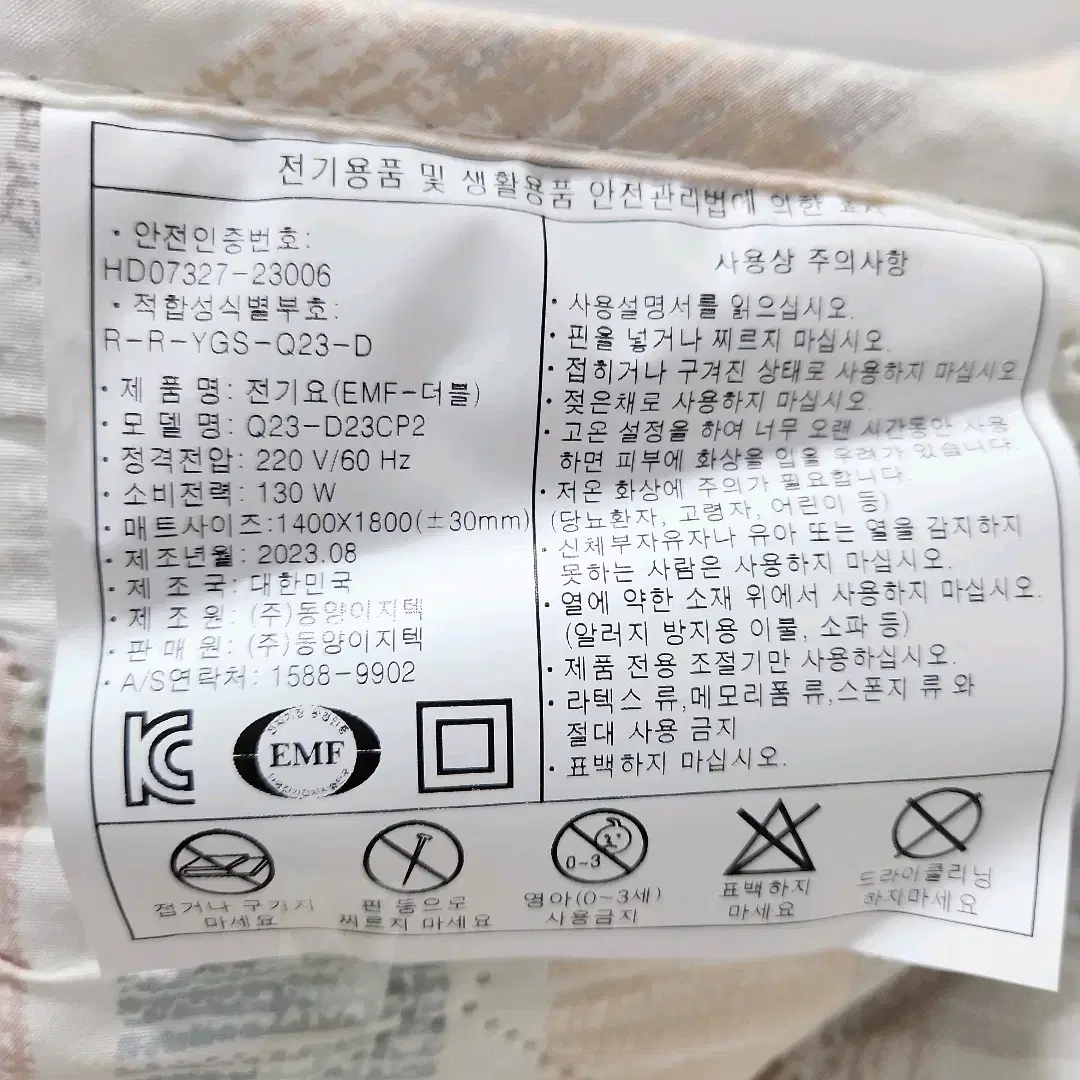 전기용품 및 생활용품 안전관리법에 의한
· 안전인증번호:
HD07327-23006
· 적합성식별부호:
R-R-YGS-Q23-D
· 제 품 명: 전기요(EMF-더블)
· 모 델 명: Q23-D23CP2
· 정격전압: 220 V/60 Hz
· 소비전력: 130 W
· 매트사이즈:1400X1800(±30mm)
· 제조년월: 2023.08
· 제 조 국: 대한민국
· 제 조 원: (주)동양이지텍
· 판 매 원: (주)동양이지텍
· A/S연락처: 1588-9902
EMF
사용상 주의사항
· 사용설명서를 읽으십시오.
· 핀을 넣거나 찌르지 마십시오.
· 접히거나 구겨진 상태로 사용하지 마십시오.
· 젖은채로 사용하지 마십시오.
· 고온 설정을 하여 너무 오랜 시간동안 사용
하면 피부에 화상을 입을 우려가 있습니다.
· 저온 화상에 주의가 필요합니다.
(당뇨환자, 고령자, 어린이 등)
· 신체부자유자나 유아 또는 열을 감지하지
못하는 사람은 사용하지 마십시오.
· 열에 약한 소재 위에서 사용하지 마십시오.
(알러지 방지용 이불, 소파 등)
· 제품 전용 조절기만 사용하십시오.
· 라텍스 류,메모리폼 류,스폰지 류 와
절대 사용 금지
· 표백하지 마십시오.
0~3
접거나 구기지
마세요
핀 등으로
찌르지 마세요
영아(0~3세)
사용금지
표백하지
마세요
드라이클리닝
하지마세요